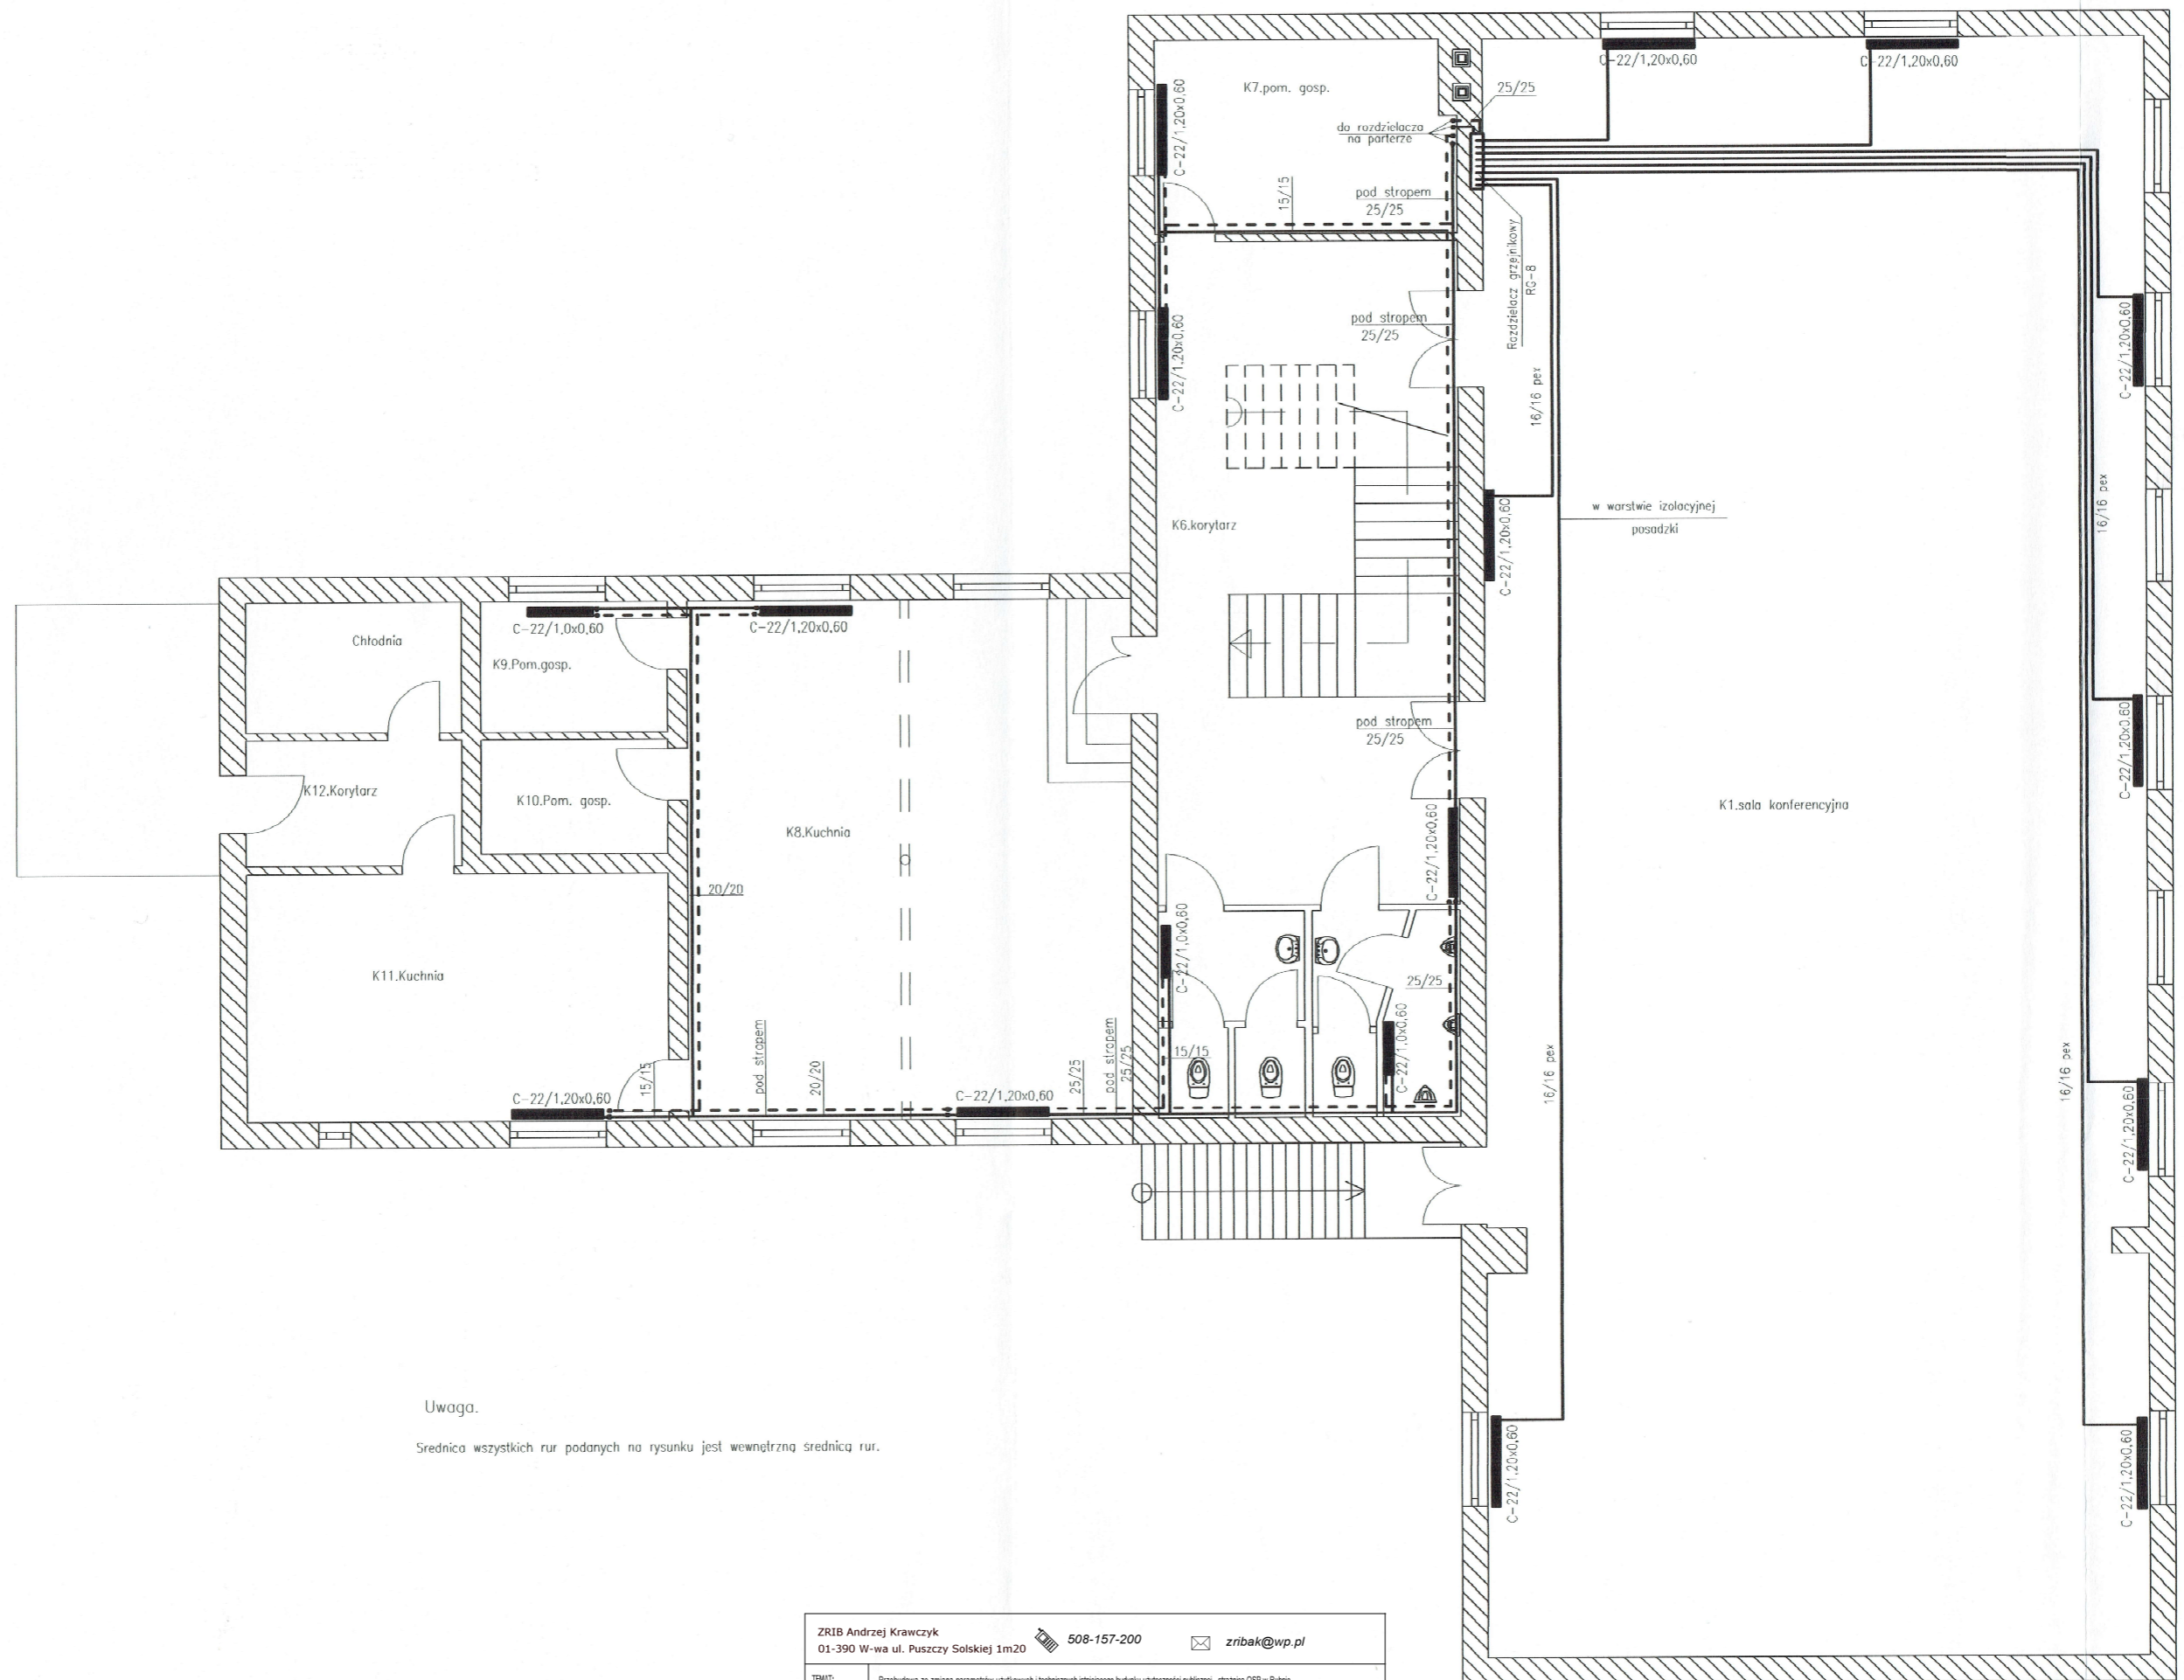 C-22/1,20x0,60
C-22/1,20x0,60
K7.pom. gosp.
C-22/1,20x0,60
25/25
do rozdzielacza
na parterze
15/15
pod stropem
25/25
Rozdzielacz grzejnikowy
RG-8
pod stropem
25/25
C-22/1,20x0,60
C-22/1,20x0,60
16/16 pex
16/16 pex
w warstwie izolacyjnej
posadzki
K6.korytarz
C-22/1,20x0,60
C-22/1,0x0,60
C-22/1,20x0,60
Chłodnia
K9.Pom.gosp.
pod stropem
25/25
C-22/1,20x0,60
K12.Korytarz
K10.Pom. gosp.
K8.Kuchnia
K1.sala konferencyjna
C-22/1,20x0,60
20/20
C-22/1,0x0,60
K11.Kuchnia
25/25
15/15
pod stropem
20/20
25/25
pod stropem
25/25
15/15
C-22/1,0x0,60
16/16 pex
16/16 pex
C-22/1,20x0,60
C-22/1,20x0,60
C-22/1,20x0,60
Uwaga.
Srednica wszystkich rur podanych na rysunku jest wewnętrzną średnicą rur.
C-22/1,20x0,60
C-22/1,20x0,60
ZRIB Andrzej Krawczyk
01-390 W-wa ul. Puszczy Solskiej 1m20
508-157-200
zribak@wp.pl
TEMAT: